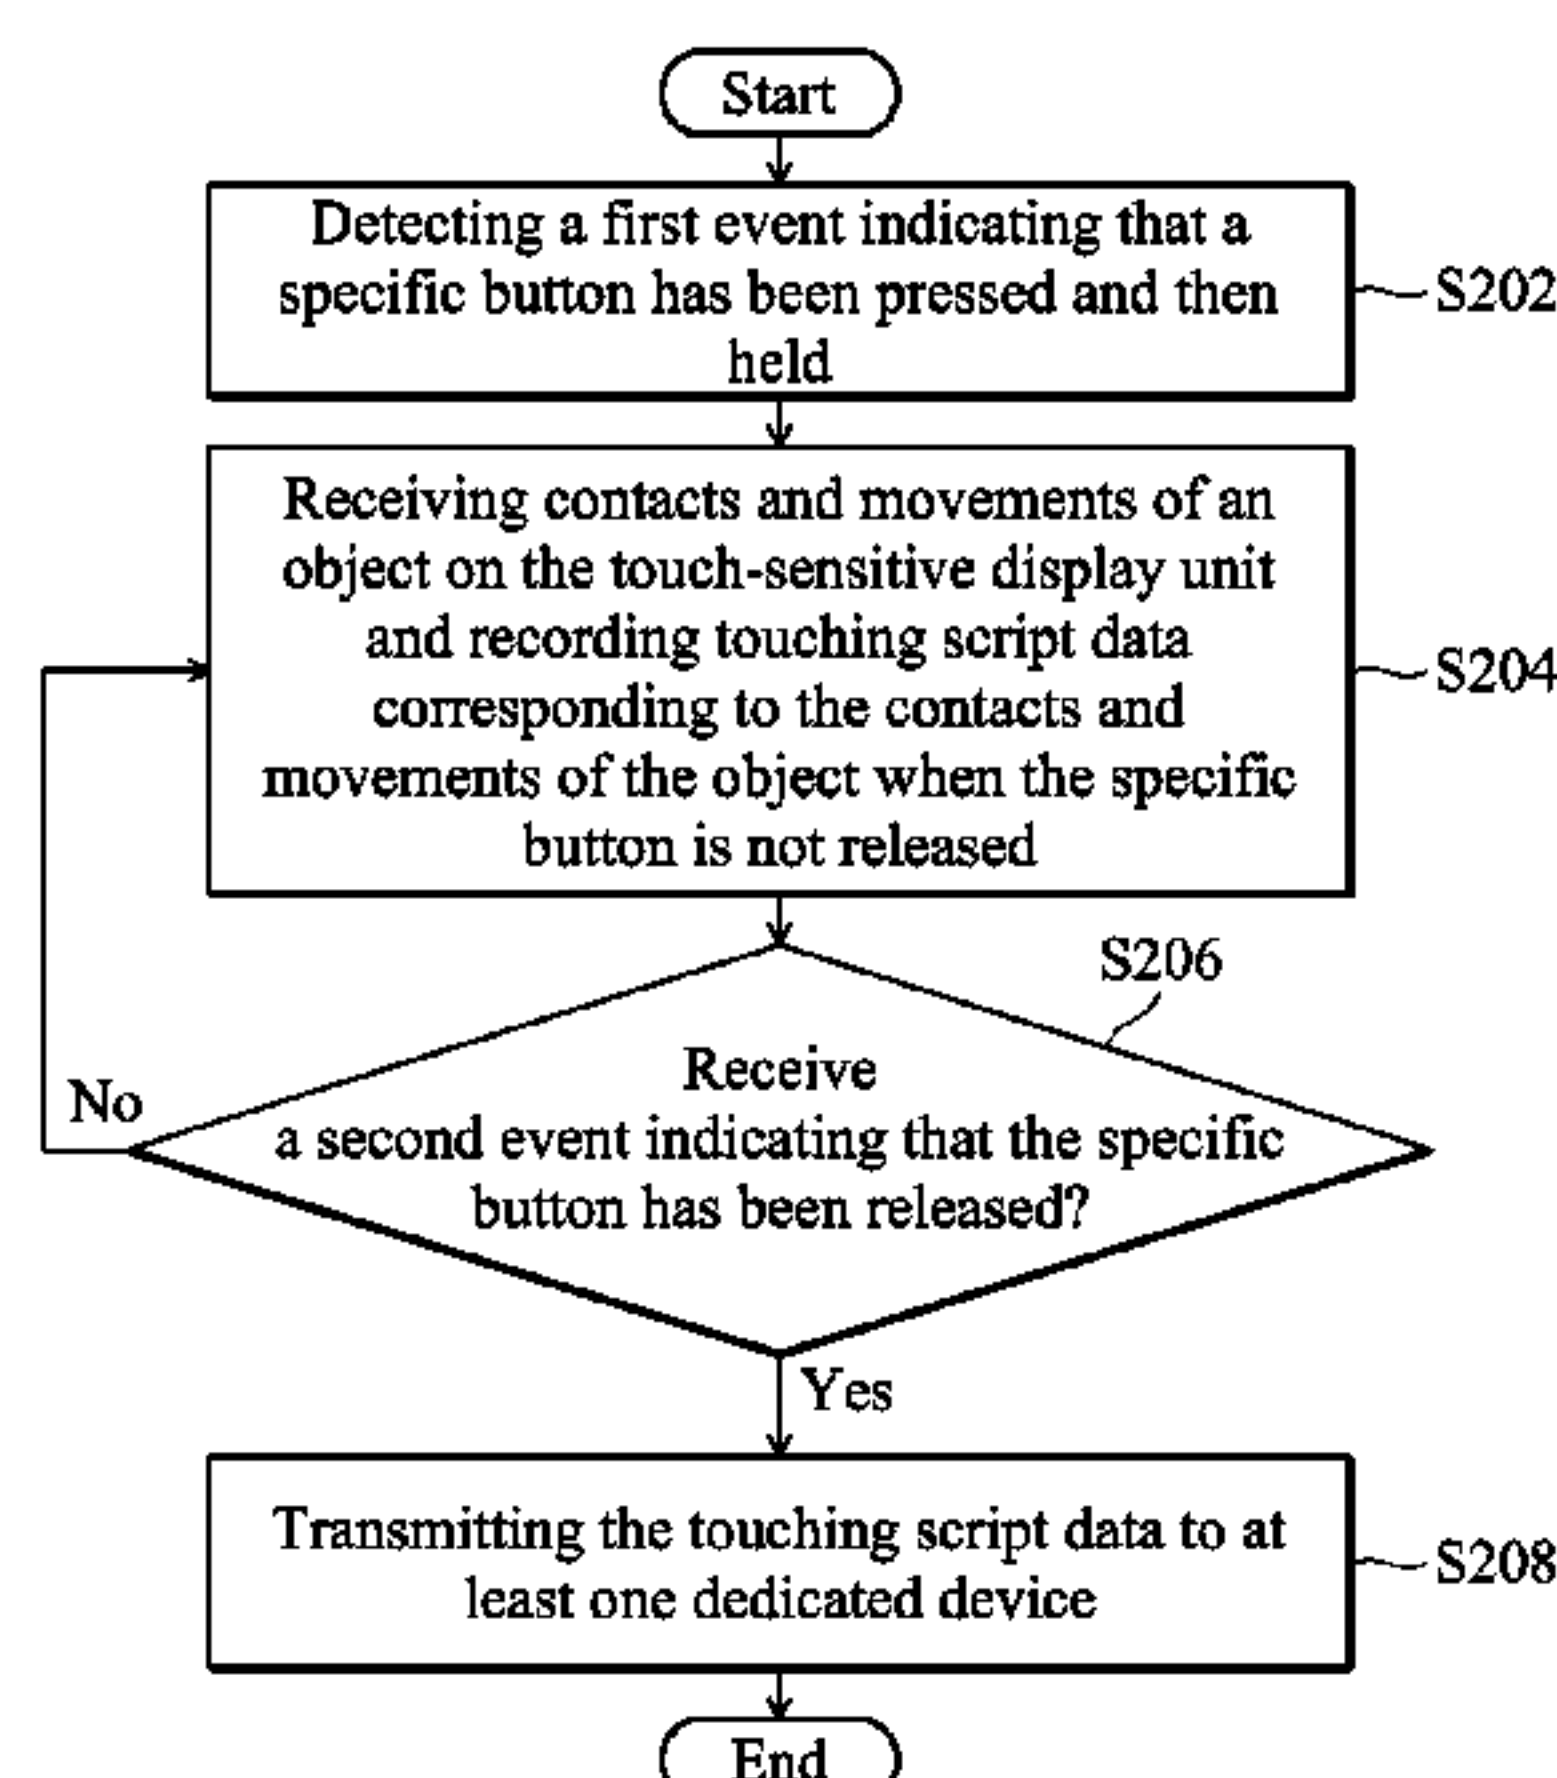 Start
Detecting a first event indicating that a
specific button has been pressed and then
held
S202
Receiving contacts and movements of an
object on the touch-sensitive display unit
and recording touching script data
corresponding to the contacts and
movements of the object when the specific
button is not released
S204
S206
Receive
a second event indicating that the specific
button has been released?
No
Yes
Transmitting the touching script data to at
least one dedicated device
S208
End